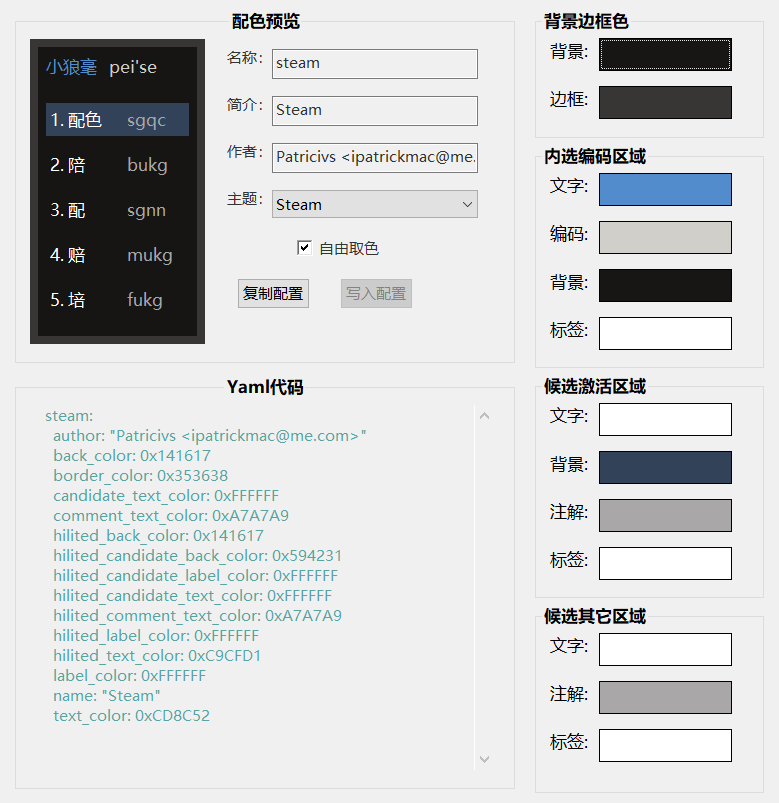 配色预览
小狼毫 pei'se
1. 配色 sgqc
2. 陪 bukg
3. 配 sgnn
4. 赔 mukg
5. 培 fukg
名称: steam
简介: Steam
作者: Patricivs <ipatrickmac@me.
主题: Steam
自由取色
复制配置 写入配置
Yaml代码
steam:
author: "Patricivs <ipatrickmac@me.com>"
back_color: 0x141617
border_color: 0x353638
candidate_text_color: 0xFFFFFF
comment_text_color: 0xA7A7A9
hilited_back_color: 0x141617
hilited_candidate_back_color: 0x594231
hilited_candidate_label_color: 0xFFFFFF
hilited_candidate_text_color: 0xFFFFFF
hilited_comment_text_color: 0xA7A7A9
hilited_label_color: 0xFFFFFF
hilited_text_color: 0xC9CFD1
label_color: 0xFFFFFF
name: "Steam"
text_color: 0xCD8C52
背景边框色
背景:
边框:
内选编码区域
文字:
编码:
背景:
标签:
候选激活区域
文字:
背景:
注解:
标签:
候选其它区域
文字:
注解:
标签: